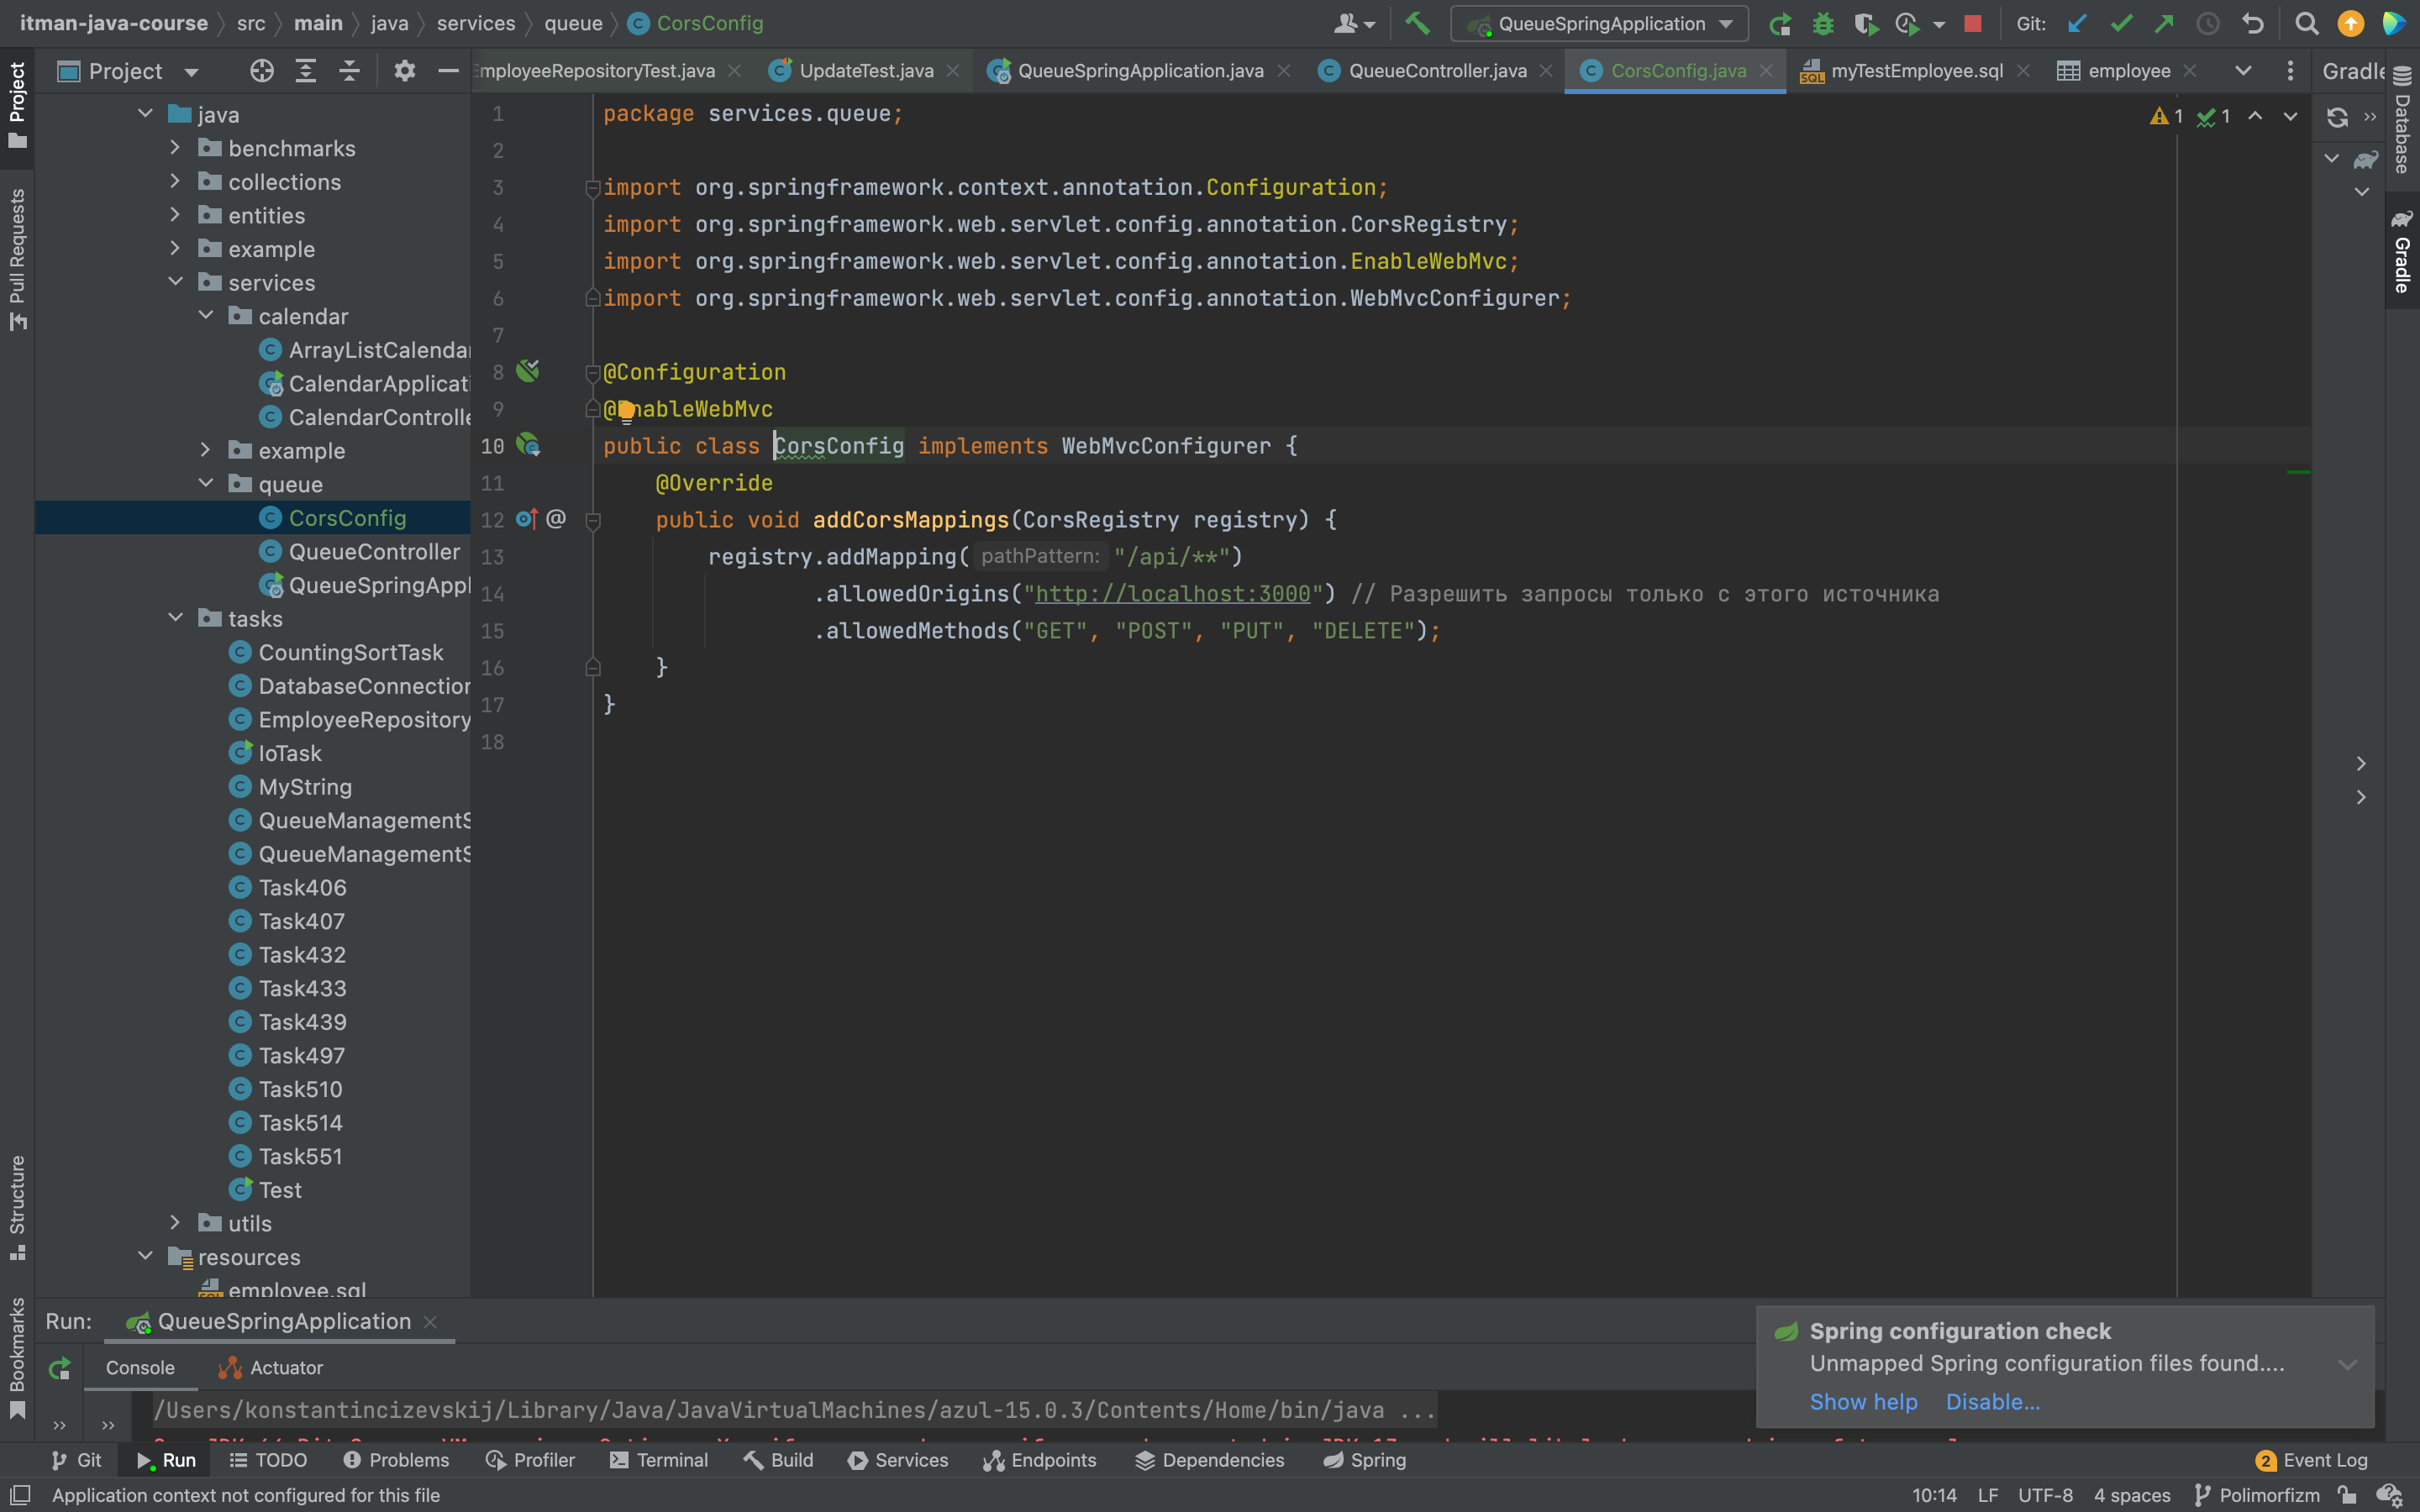 itman-java-course src main java services queue CorsConfig
QueueSpringApplication Git:
Project
mployeeRepositoryTest.java UpdateTest.java QueueSpringApplication.java QueueController.java CorsConfig.java myTestEmployee.sql employee
Gradle
Project
Pull Requests
Structure
Bookmarks
Database
Gradle
java
benchmarks
collections
entities
example
services
calendar
ArrayListCalenda
CalendarApplicati
CalendarControlle
example
queue
CorsConfig
QueueController
QueueSpringAppl
tasks
CountingSortTask
DatabaseConnection
EmployeeRepository
IoTask
MyString
QueueManagementS
QueueManagementS
Task406
Task407
Task432
Task433
Task439
Task497
Task510
Task514
Task551
Test
utils
resources
employee.sql
1 package services.queue;
2
3 import org.springframework.context.annotation.Configuration;
4 import org.springframework.web.servlet.config.annotation.CorsRegistry;
5 import org.springframework.web.servlet.config.annotation.EnableWebMvc;
6 import org.springframework.web.servlet.config.annotation.WebMvcConfigurer;
7
8 @Configuration
9 @EnableWebMvc
10 public class CorsConfig implements WebMvcConfigurer {
11 @Override
12 @ public void addCorsMappings(CorsRegistry registry) {
13 registry.addMapping( pathPattern: "/api/**")
14 .allowedOrigins("http://localhost:3000") // Разрешить запросы только с этого источника
15 .allowedMethods("GET", "POST", "PUT", "DELETE");
16 }
17 }
18
1 1
Run: QueueSpringApplication
Console Actuator
/Users/konstantincizevskij/Library/Java/JavaVirtualMachines/azul-15.0.3/Contents/Home/bin/java ...
Spring configuration check
Unmapped Spring configuration files found....
Show help Disable...
Git Run TODO Problems Profiler Terminal Build Services Endpoints Dependencies Spring 2 Event Log
Application context not configured for this file 10:14 LF UTF-8 4 spaces Polimorfizm